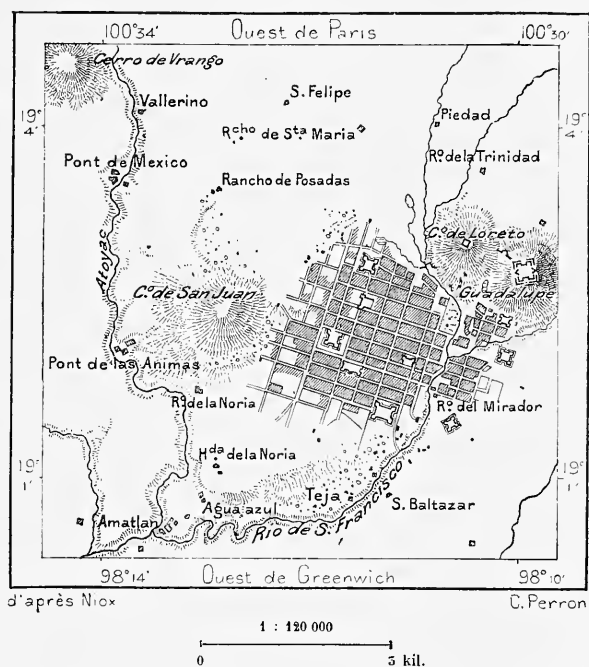 100°34' Ouest de Paris 100°30'
Cerro de Vrango
Vallerino
S. Felipe
Piedad
19° 4'
19° 4'
Rcho de Sta Maria
Pont de Mexico
Ro. de la Trinidad
Rancho de Posadas
Co. de Loreto
Atoyac
Co. de San Juan
Guadalupe
Pont de las Animas
Ro. de la Noria
Ro. del Mirador
Hda de la Noria
19° 1'
19° 1'
Teja
S. Baltazar
Agua azul
Amatlan
Rio de S. Francisco
98°14' Ouest de Greenwich 98°10'
d'après Niox C. Perron
1 : 120 000
0 3 kil.